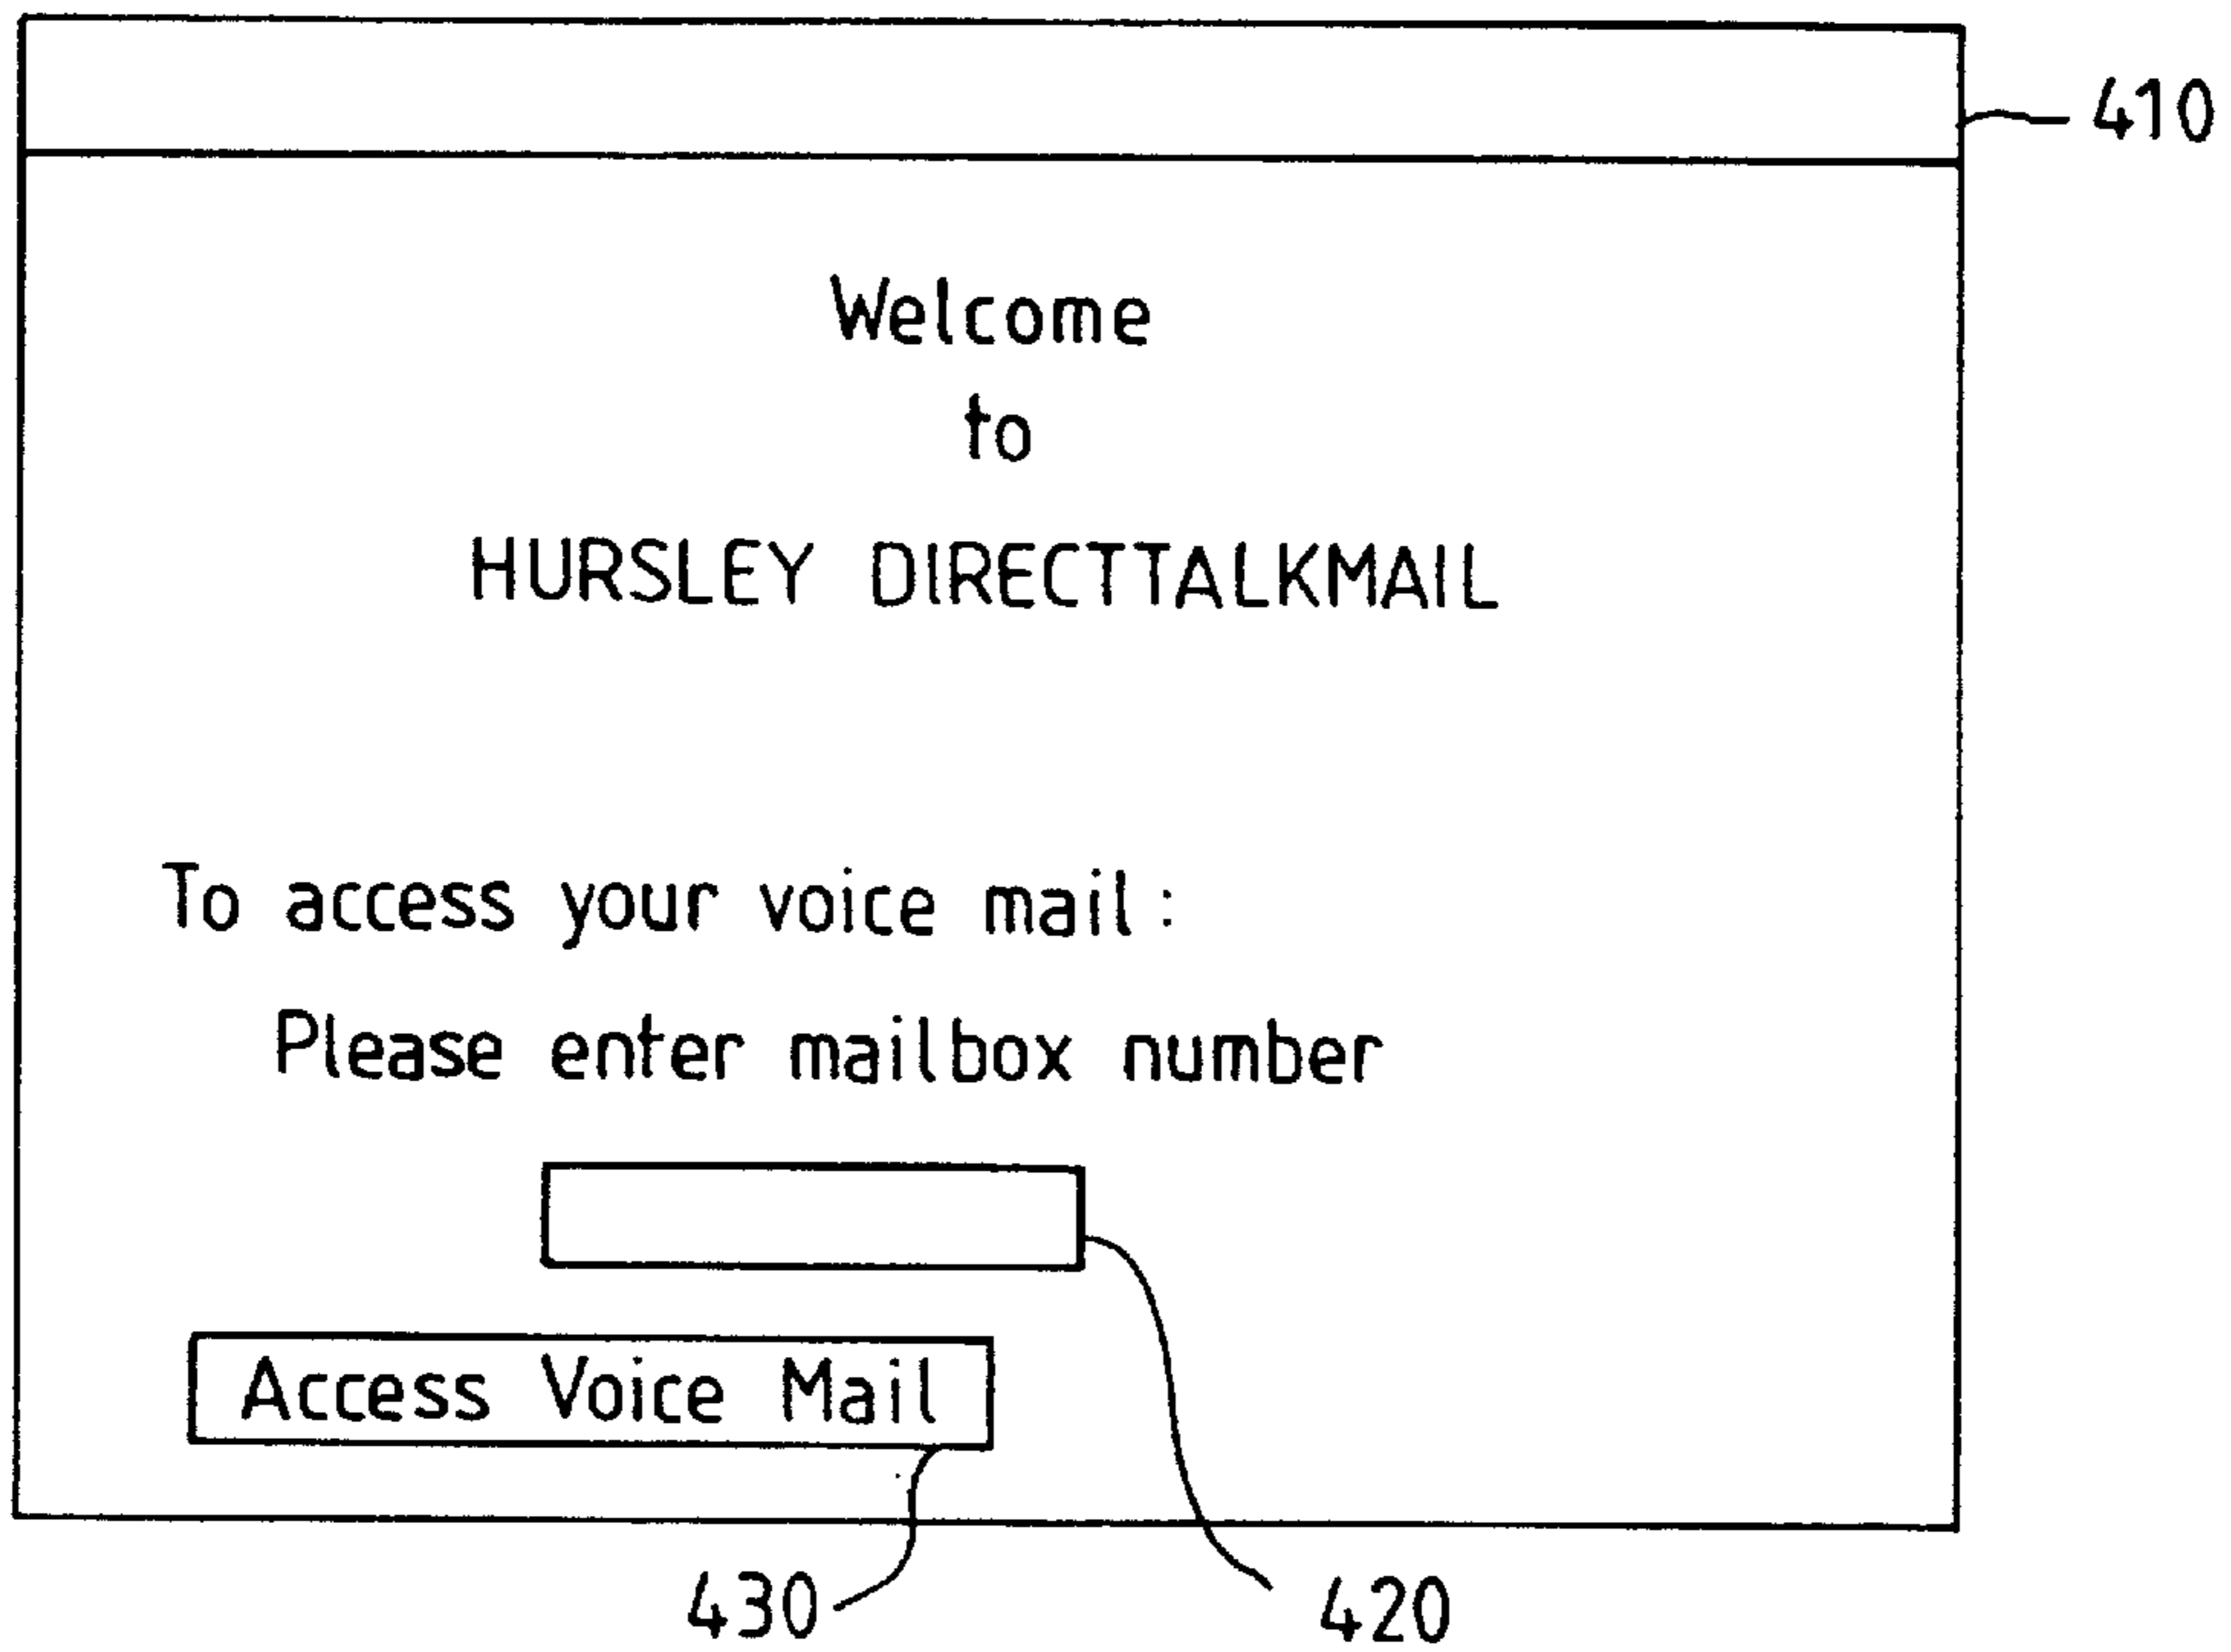 410
Welcome
to
HURSLEY DIRECTTALKMAIL
To access your voice mail:
Please enter mailbox number
Access Voice Mail
430
420